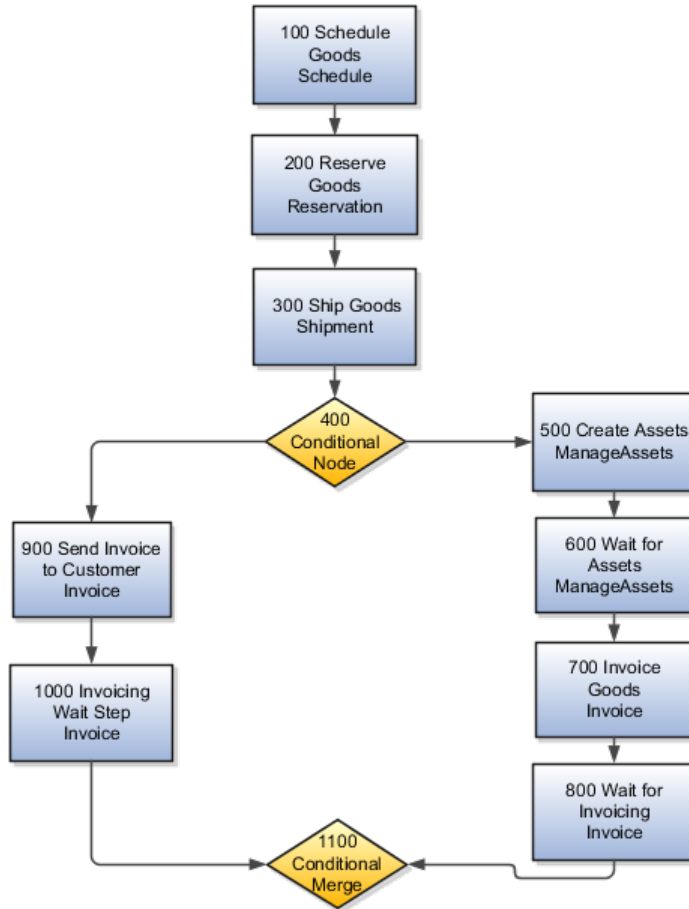 100 Schedule
Goods
Schedule
200 Reserve
Goods
Reservation
300 Ship Goods
Shipment
400
Conditional
Node
500 Create Assets
ManageAssets
900 Send Invoice
to Customer
Invoice
600 Wait for
Assets
ManageAssets
1000 Invoicing
Wait Step
Invoice
700 Invoice
Goods
Invoice
800 Wait for
Invoicing
Invoice
1100
Conditional
Merge